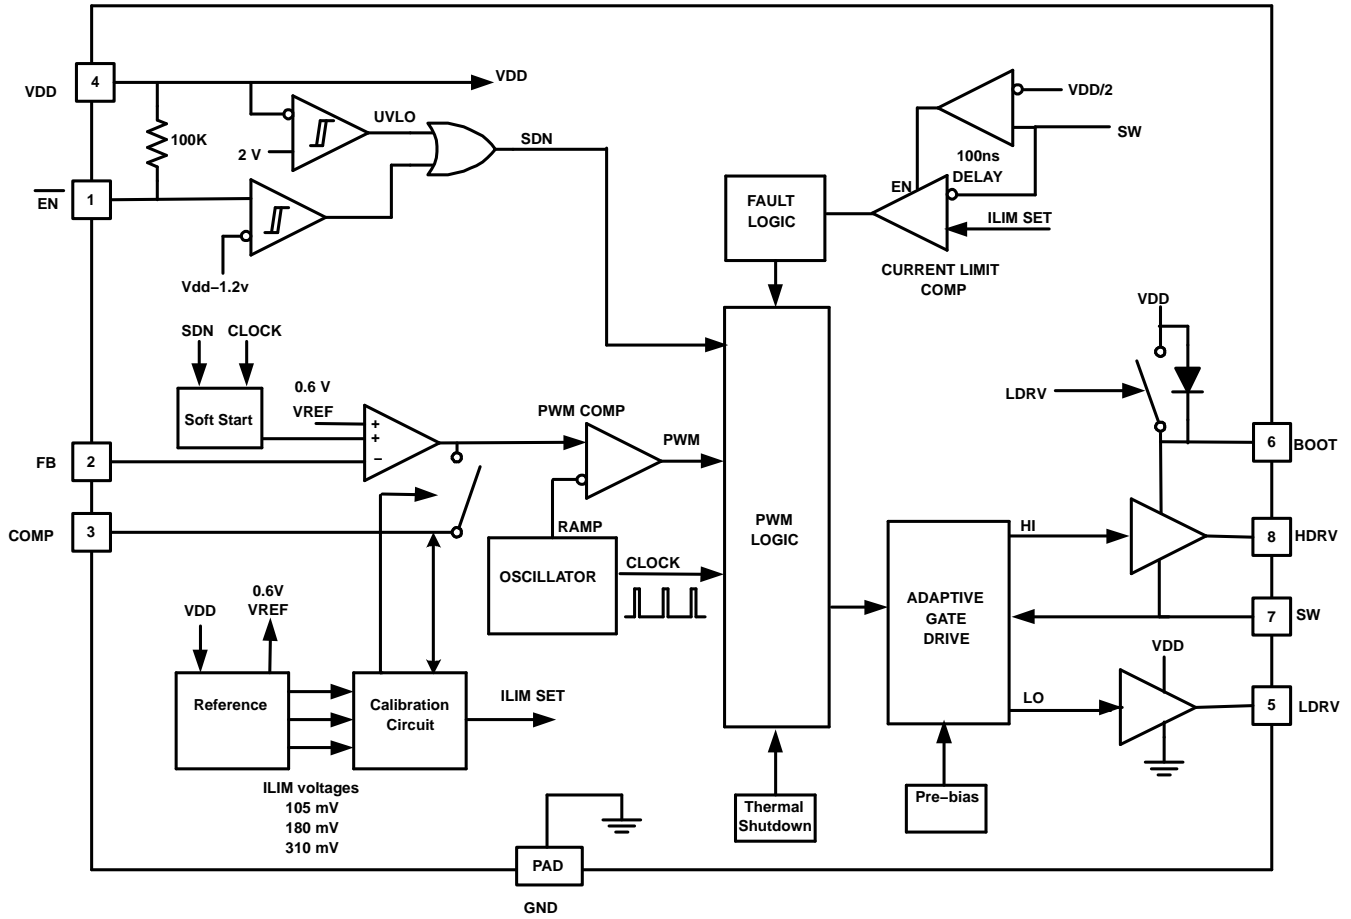 VDD
4
VDD
100K
UVLO
2 V
SDN
EN
1
Vdd−1.2v
VDD/2
SW
100ns
DELAY
EN
ILIM SET
CURRENT LIMIT
COMP
FAULT
LOGIC
SDN
CLOCK
Soft Start
0.6 V
VREF
+
+
−
PWM COMP
PWM
FB
2
COMP
3
RAMP
OSCILLATOR
CLOCK
PWM
LOGIC
VDD
LDRV
6
BOOT
HI
8
HDRV
7
SW
ADAPTIVE
GATE
DRIVE
VDD
LO
5
LDRV
VDD
0.6V
VREF
Reference
Calibration
Circuit
ILIM SET
ILIM voltages
105 mV
180 mV
310 mV
Thermal
Shutdown
Pre−bias
PAD
GND